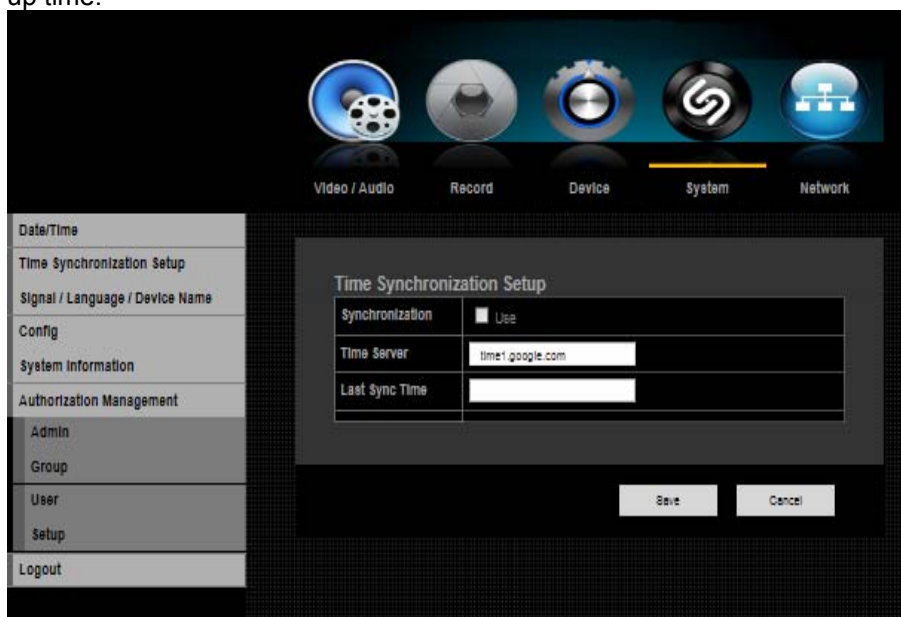 up time.
Video / Audio
Record
Device
System
Network
Date/Time
Time Synchronization Setup
Signal / Language / Device Name
Config
System Information
Authorization Management
Admin
Group
User
Setup
Logout
Time Synchronization Setup
Synchronization Use
Time Server time1.google.com
Last Sync Time
Save Cancel